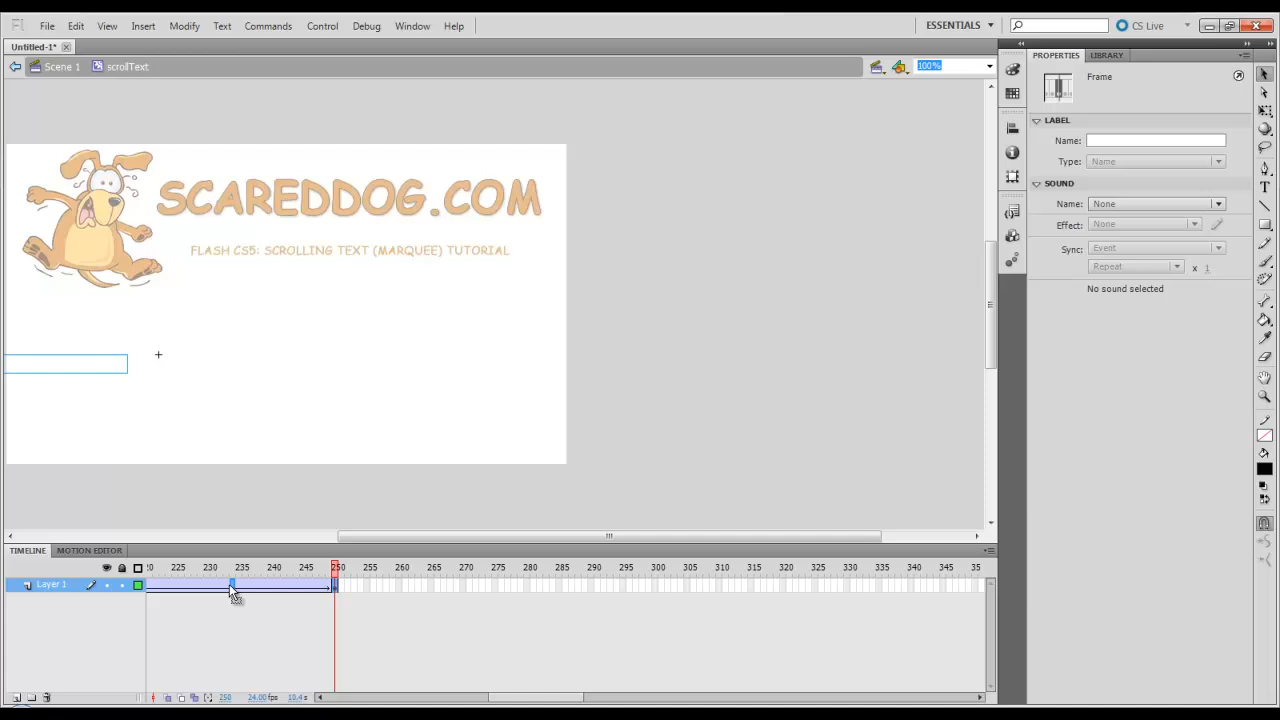 Fl File Edit View Insert Modify Text Commands Control Debug Window Help ESSENTIALS CS Live
Untitled-1*
Scene 1 scrollText 100%
PROPERTIES LIBRARY
Frame
LABEL
Name:
Type: Name
SOUND
Name: None
Effect: None
Sync: Event
Repeat x 1
No sound selected
SCAREDDOG.COM
FLASH CS5: SCROLLING TEXT (MARQUEE) TUTORIAL
TIMELINE MOTION EDITOR
20 225 230 235 240 245 250 255 260 265 270 275 280 285 290 295 300 305 310 315 320 325 330 335 340 345 35
Layer 1
250 24.00 fps 10.4 s